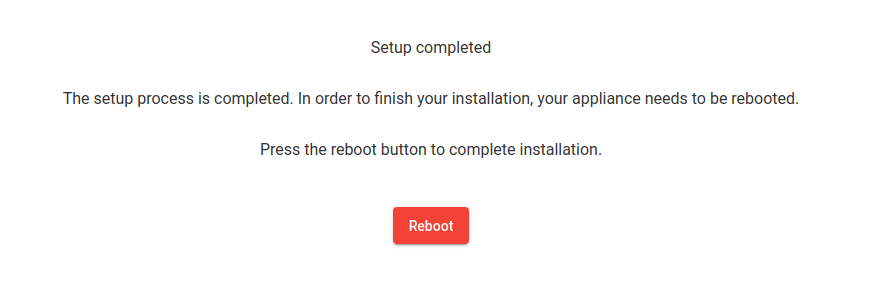 Setup completed
The setup process is completed. In order to finish your installation, your appliance needs to be rebooted.
Press the reboot button to complete installation.
Reboot